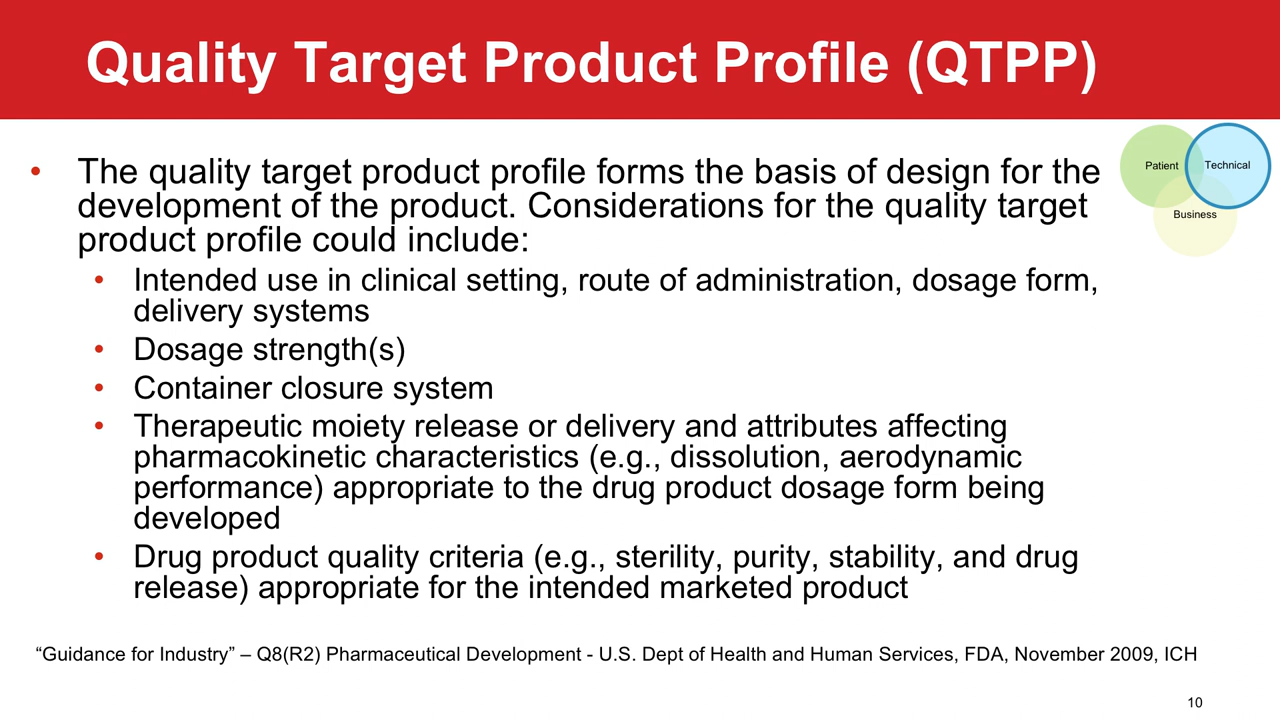 Quality Target Product Profile (QTPP)
• The quality target product profile forms the basis of design for the
development of the product. Considerations for the quality target
product profile could include:
• Intended use in clinical setting, route of administration, dosage form,
delivery systems
• Dosage strength(s)
• Container closure system
• Therapeutic moiety release or delivery and attributes affecting
pharmacokinetic characteristics (e.g., dissolution, aerodynamic
performance) appropriate to the drug product dosage form being
developed
• Drug product quality criteria (e.g., sterility, purity, stability, and drug
release) appropriate for the intended marketed product
Patient
Technical
Business
“Guidance for Industry” – Q8(R2) Pharmaceutical Development - U.S. Dept of Health and Human Services, FDA, November 2009, ICH
10